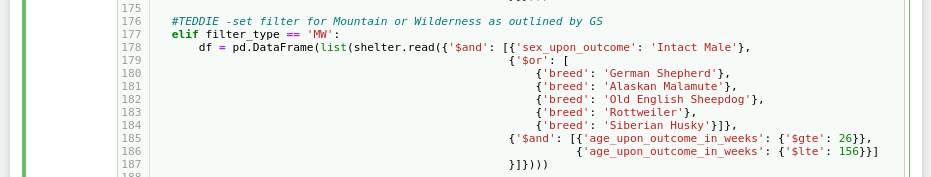 175
176 #TEDDIE -set filter for Mountain or Wilderness as outlined by GS
177 elif filter_type == 'MW':
178 df = pd.DataFrame(list(shelter.read({'$and': [{'sex_upon_outcome': 'Intact Male'},
179 {'$or': [
180 {'breed': 'German Shepherd'},
181 {'breed': 'Alaskan Malamute'},
182 {'breed': 'Old English Sheepdog'},
183 {'breed': 'Rottweiler'},
184 {'breed': 'Siberian Husky'}]},
185 {'$and': [{'age_upon_outcome_in_weeks': {'$gte': 26}},
186 {'age_upon_outcome_in_weeks': {'$lte': 156}}]
187 }]})))